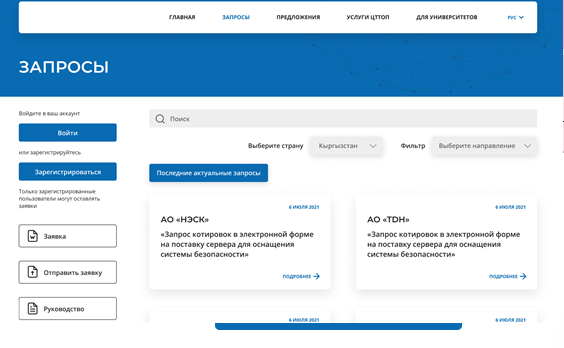 ГЛАВНАЯ ЗАПРОСЫ ПРЕДЛОЖЕНИЯ УСЛУГИ ЦТТОП ДЛЯ УНИВЕРСИТЕТОВ РУС
ЗАПРОСЫ
Войдите в ваш аккаунт
Войти
или зарегистрируйтесь
Зарегистрироваться
Только зарегистрированные
пользователи могут оставлять
заявки
Заявка
Отправить заявку
Руководство
Поиск
Выберите страну Кыргызстан Фильтр Выберите направление
Последние актуальные запросы
6 ИЮЛЯ 2021
АО «НЭСК»
«Запрос котировок в электронной форме
на поставку сервера для оснащения
системы безопасности»
ПОДРОБНЕЕ
6 ИЮЛЯ 2021
АО «TDH»
«Запрос котировок в электронной форме
на поставку сервера для оснащения
системы безопасности»
ПОДРОБНЕЕ
6 ИЮЛЯ 2021
6 ИЮЛЯ 2021